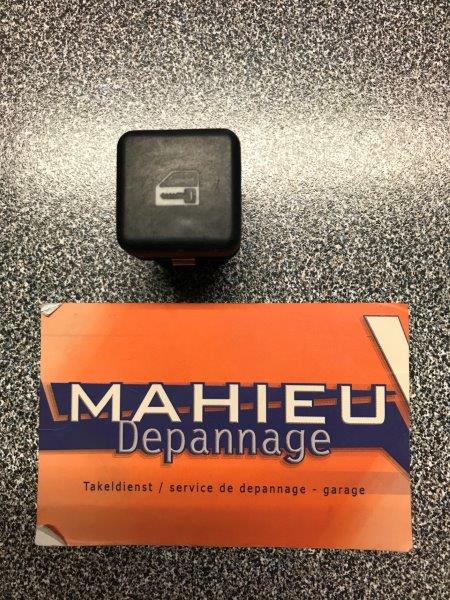 MAHIEU
Depannage
Takeldienst / service de depannage - garage